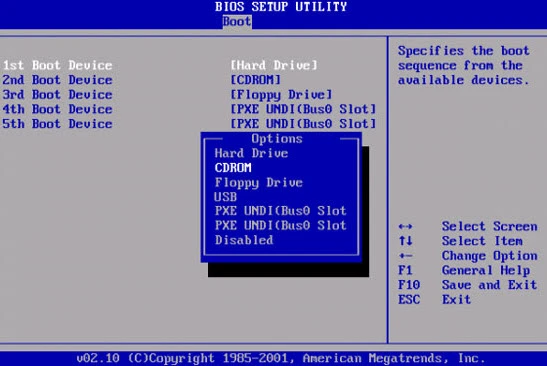 BIOS SETUP UTILITY
Boot
1st Boot Device [Hard Drive]
2nd Boot Device [CDROM]
3rd Boot Device [Floppy Drive]
4th Boot Device [PXE UNDI(Bus0 Slot]
5th Boot Device [PXE UNDI(Bus0 Slot]
Options
Hard Drive
CDROM
Floppy Drive
USB
PXE UNDI(Bus0 Slot
PXE UNDI(Bus0 Slot
Disabled
Specifies the boot
sequence from the
available devices.
↔ Select Screen
↑↓ Select Item
+- Change Option
F1 General Help
F10 Save and Exit
ESC Exit
v02.10 (C)Copyright 1985-2001, American Megatrends, Inc.